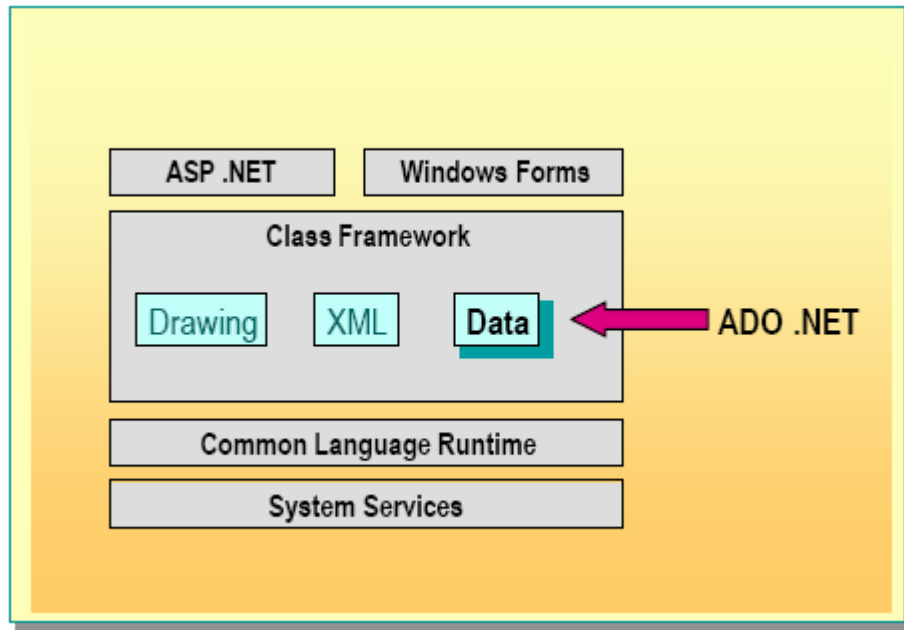 ASP .NET
Windows Forms
Class Framework
Drawing
XML
Data
ADO .NET
Common Language Runtime
System Services